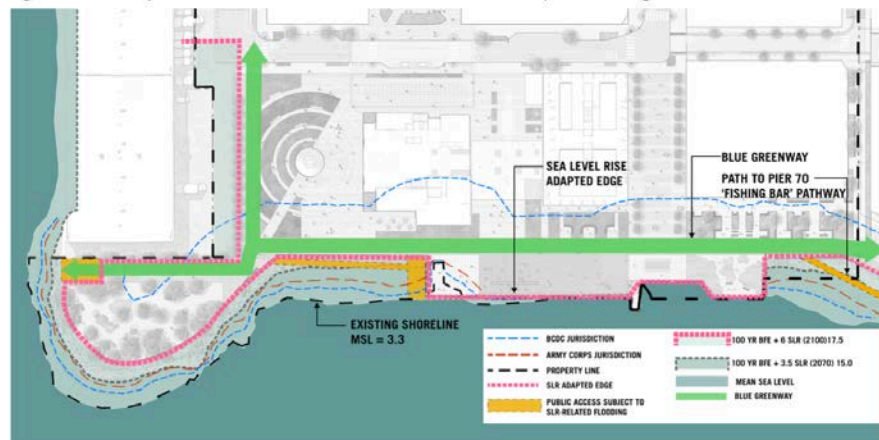 SEA LEVEL RISE
ADAPTED EDGE
BLUE GREENWAY
PATH TO PIER 70
'FISHING BAR' PATHWAY
EXISTING SHORELINE
MSL = 3.3
BCDC JURISDICTION
ARMY CORPS JURISDICTION
PROPERTY LINE
SLR ADAPTED EDGE
PUBLIC ACCESS SUBJECT TO
SLR-RELATED FLOODING
100 YR BFE + 6 SLR (2100) 17.5
100 YR BFE + 3.5 SLR (2070) 15.0
MEAN SEA LEVEL
BLUE GREENWAY